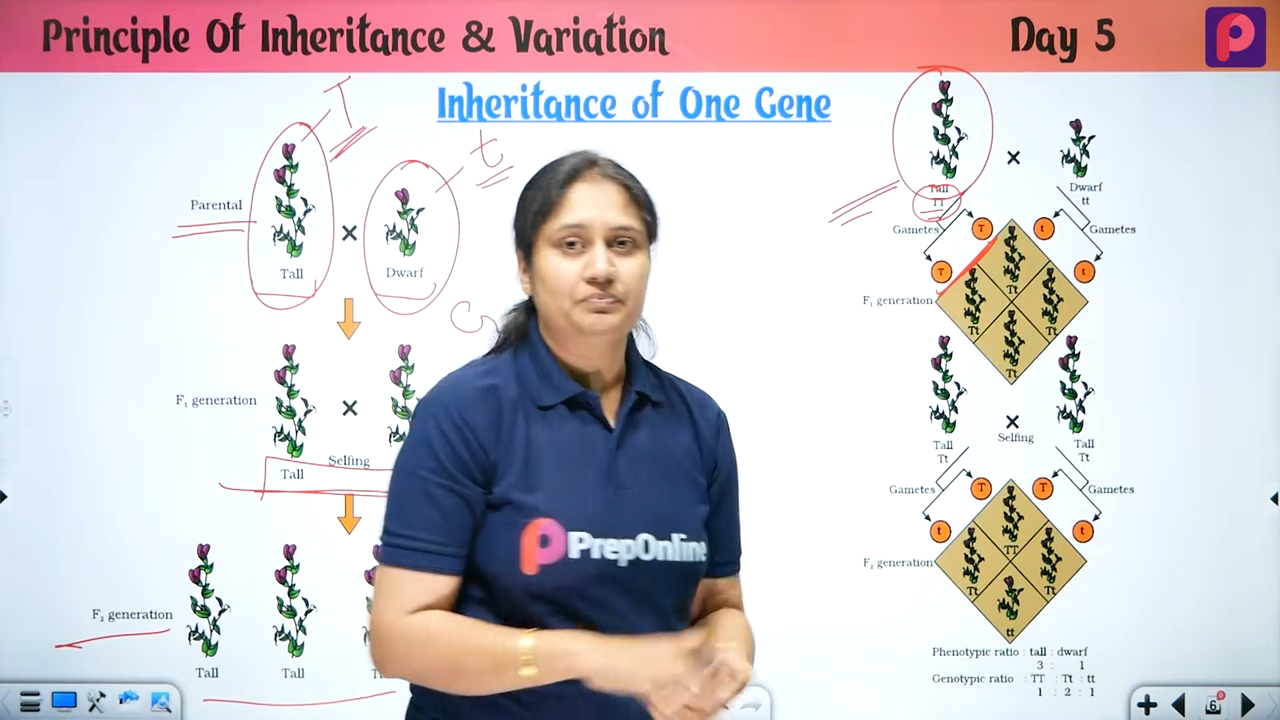 Principle Of Inheritance & Variation
Day 5
Inheritance of One Gene
T
t
Parental
×
Tall
Dwarf
G
F₁ generation
×
Selfing
Tall
F₂ generation
Tall
Tall
×
Tall
TT
Dwarf
tt
Gametes
T
t
Gametes
T
t
Tt
F₁ generation
Tt
Tt
Tt
×
Selfing
Tall
Tt
Tall
Tt
Gametes
T
T
Gametes
t
t
TT
F₂ generation
Tt
Tt
tt
Phenotypic ratio : tall : dwarf
3 : 1
Genotypic ratio : TT : Tt : tt
1 : 2 : 1
PrepOnline
6